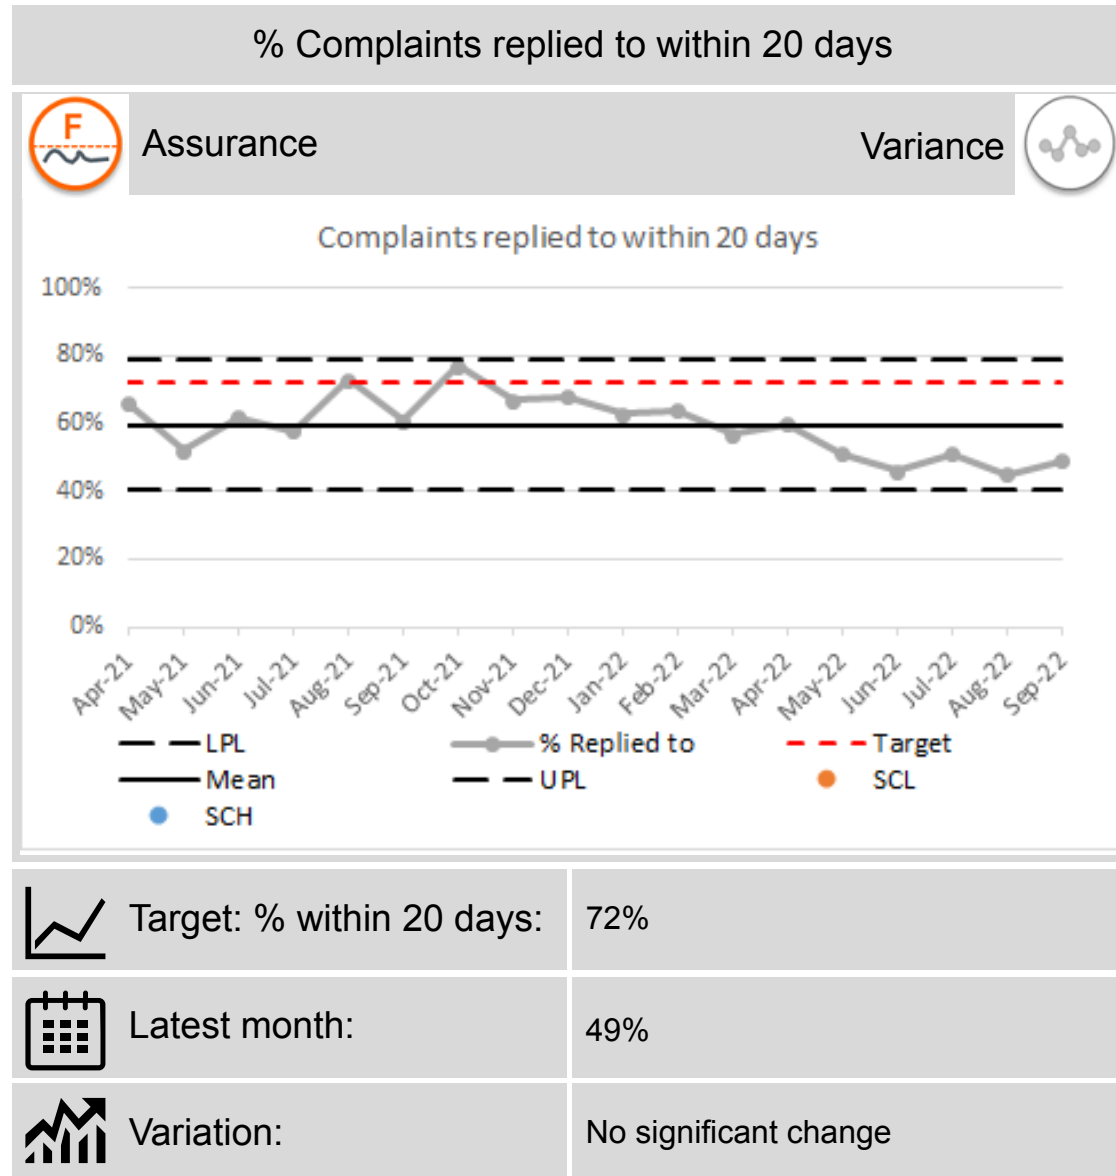 % Complaints replied to within 20 days
F
Assurance
Variance
Complaints replied to within 20 days
100%
80%
60%
40%
20%
0%
Apr-21 May-21 Jun-21 Jul-21 Aug-21 Sep-21 Oct-21 Nov-21 Dec-21 Jan-22 Feb-22 Mar-22 Apr-22 May-22 Jun-22 Jul-22 Aug-22 Sep-22
LPL % Replied to Target
Mean UPL SCL
SCH
Target: % within 20 days: 72%
Latest month: 49%
Variation: No significant change